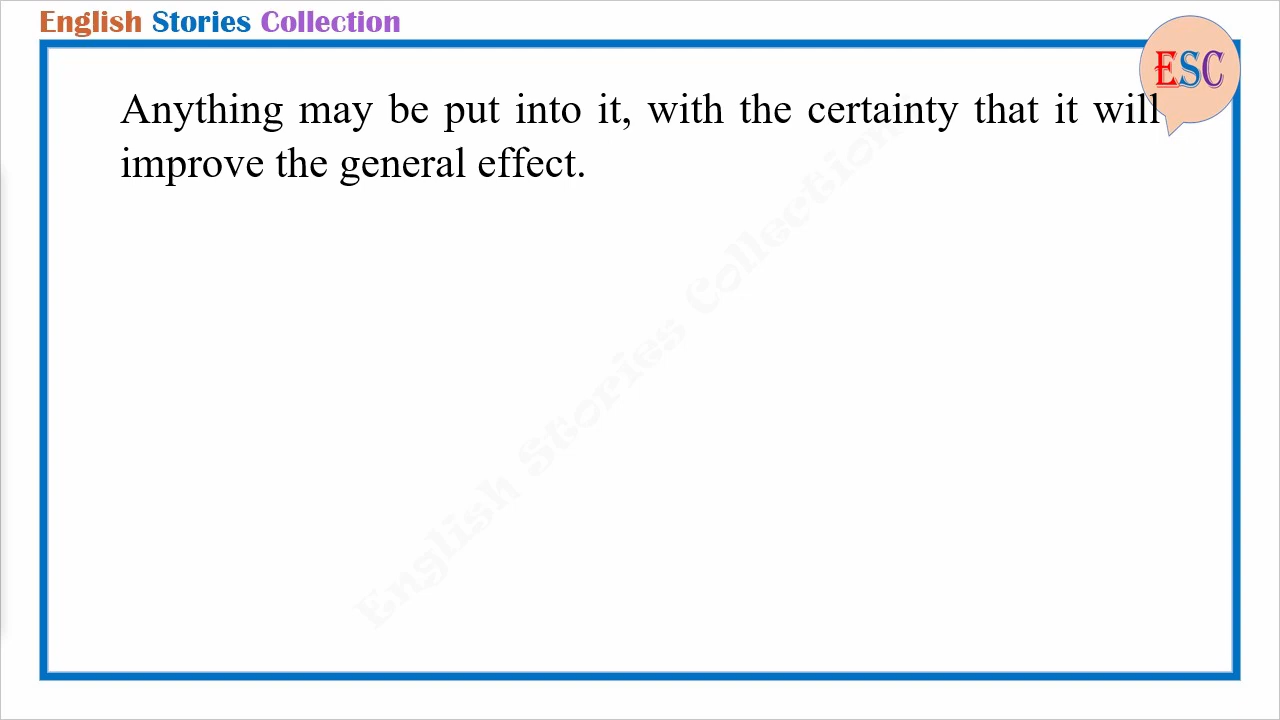 English Stories Collection
ESC
Anything may be put into it, with the certainty that it will
improve the general effect.
English Stories Collection